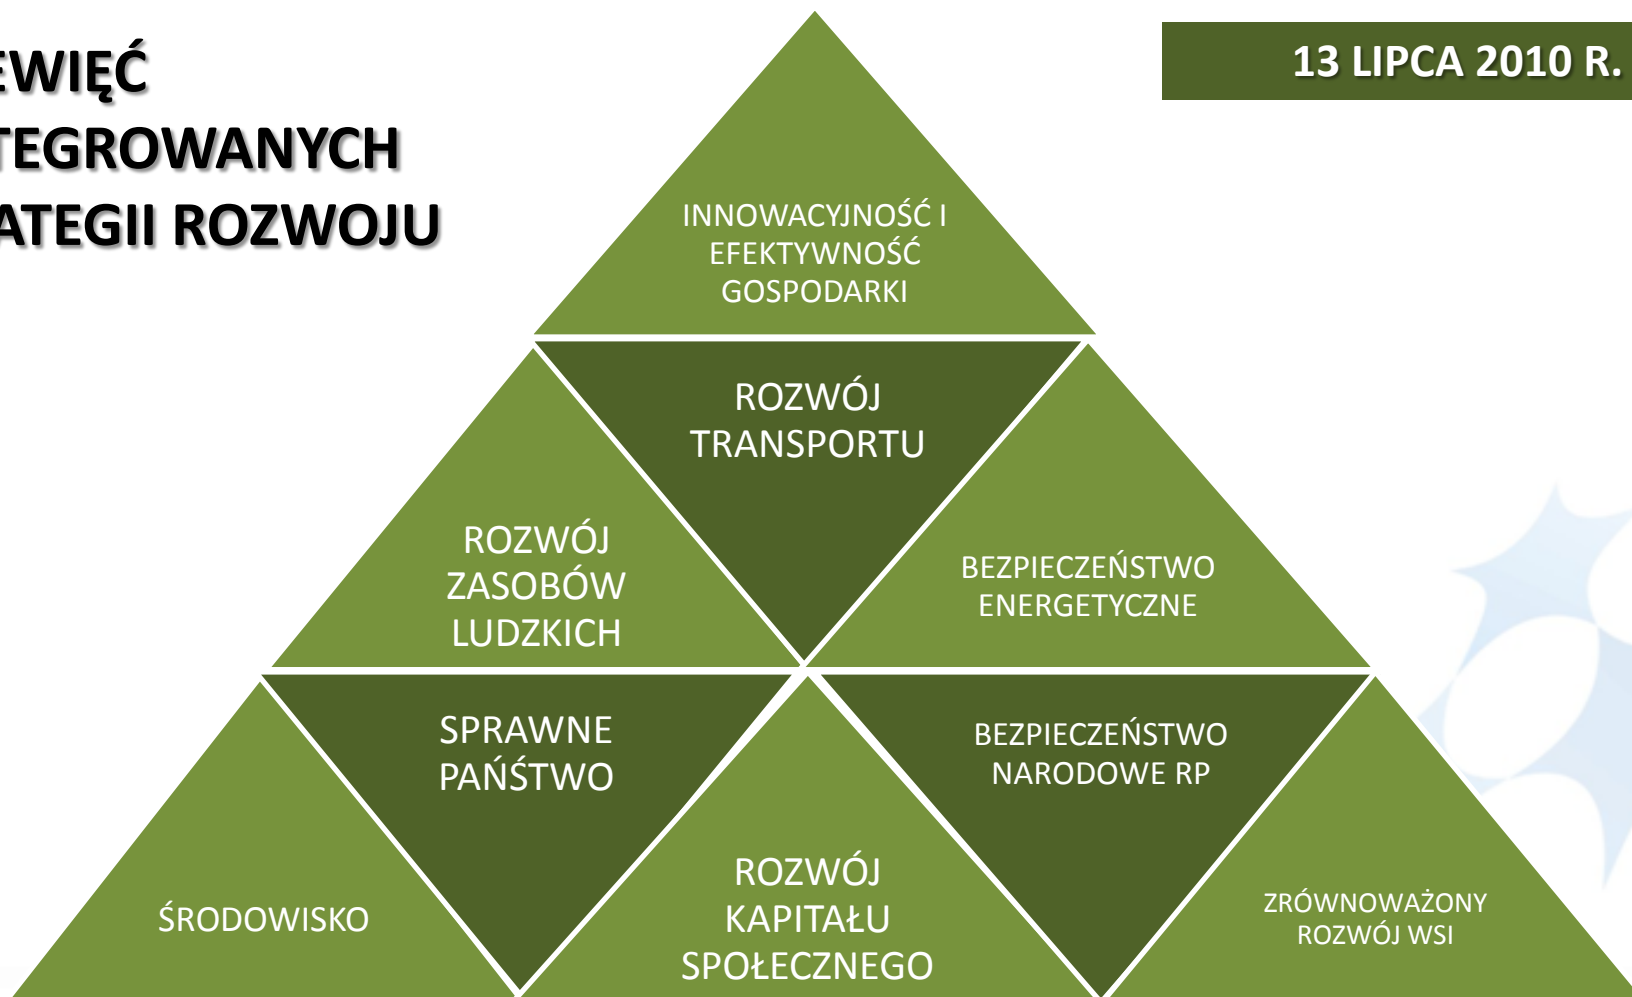 EWIĘĆ
TEGROWANYCH
ATEGII ROZWOJU
13 LIPCA 2010 R.
INNOWACYJNOŚĆ I
EFEKTYWNOŚĆ
GOSPODARKI
ROZWÓJ
TRANSPORTU
ROZWÓJ
ZASOBÓW
LUDZKICH
BEZPIECZEŃSTWO
ENERGETYCZNE
SPRAWNE
PAŃŚTWO
BEZPIECZEŃSTWO
NARODOWE RP
ŚRODOWISKO
ROZWÓJ
KAPITAŁU
SPOŁECZNEGO
ZRÓWNOWAŻONY
ROZWÓJ WSI